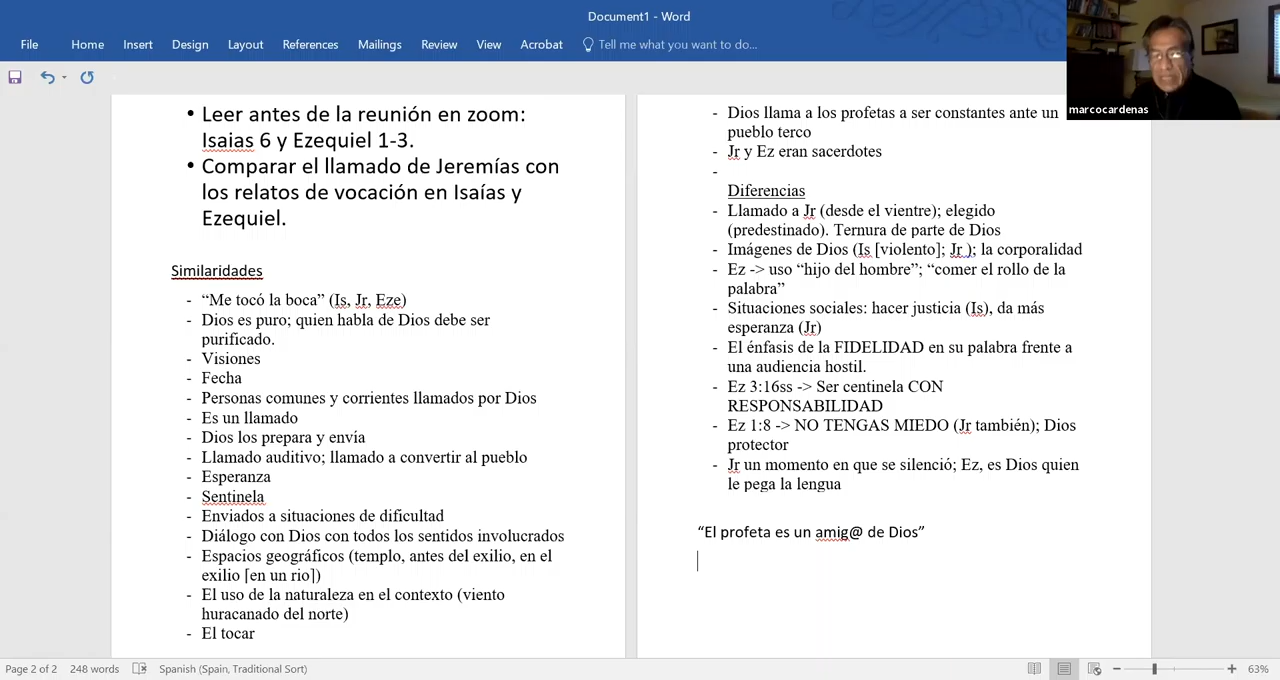 Document1 - Word
File Home Insert Design Layout References Mailings Review View Acrobat Tell me what you want to do...
marcocardenas
• Leer antes de la reunión en zoom:
Isaias 6 y Ezequiel 1-3.
• Comparar el llamado de Jeremías con
los relatos de vocación en Isaías y
Ezequiel.
Similaridades
- “Me tocó la boca” (Is, Jr, Eze)
- Dios es puro; quien habla de Dios debe ser
purificado.
- Visiones
- Fecha
- Personas comunes y corrientes llamados por Dios
- Es un llamado
- Dios los prepara y envía
- Llamado auditivo; llamado a convertir al pueblo
- Esperanza
- Sentinela
- Enviados a situaciones de dificultad
- Diálogo con Dios con todos los sentidos involucrados
- Espacios geográficos (templo, antes del exilio, en el
exilio [en un rio])
- El uso de la naturaleza en el contexto (viento
huracanado del norte)
- El tocar
- Dios llama a los profetas a ser constantes ante un
pueblo terco
- Jr y Ez eran sacerdotes
-
Diferencias
- Llamado a Jr (desde el vientre); elegido
(predestinado). Ternura de parte de Dios
- Imágenes de Dios (Is [violento]; Jr ); la corporalidad
- Ez -> uso “hijo del hombre”; “comer el rollo de la
palabra”
- Situaciones sociales: hacer justicia (Is), da más
esperanza (Jr)
- El énfasis de la FIDELIDAD en su palabra frente a
una audiencia hostil.
- Ez 3:16ss -> Ser centinela CON
RESPONSABILIDAD
- Ez 1:8 -> NO TENGAS MIEDO (Jr también); Dios
protector
- Jr un momento en que se silenció; Ez, es Dios quien
le pega la lengua
“El profeta es un amig@ de Dios”
Page 2 of 2 248 words Spanish (Spain, Traditional Sort) 63%